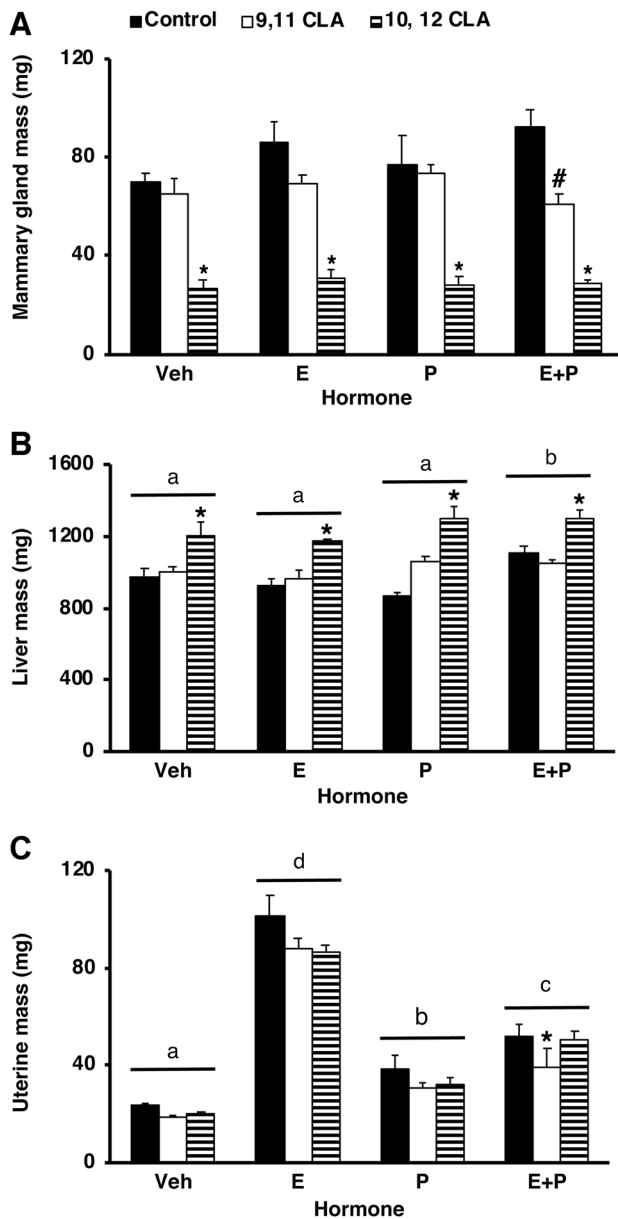 A
■Control □9,11 CLA 10, 12 CLA
Mammary gland mass (mg)
120
80
40
0
* * * # *
Veh E P E+P
Hormone
B
Liver mass (mg)
1600
1200
800
400
0
a a a b
* * * *
Veh E P E+P
Hormone
C
Uterine mass (mg)
120
80
40
0
a d b c
*
Veh E P E+P
Hormone